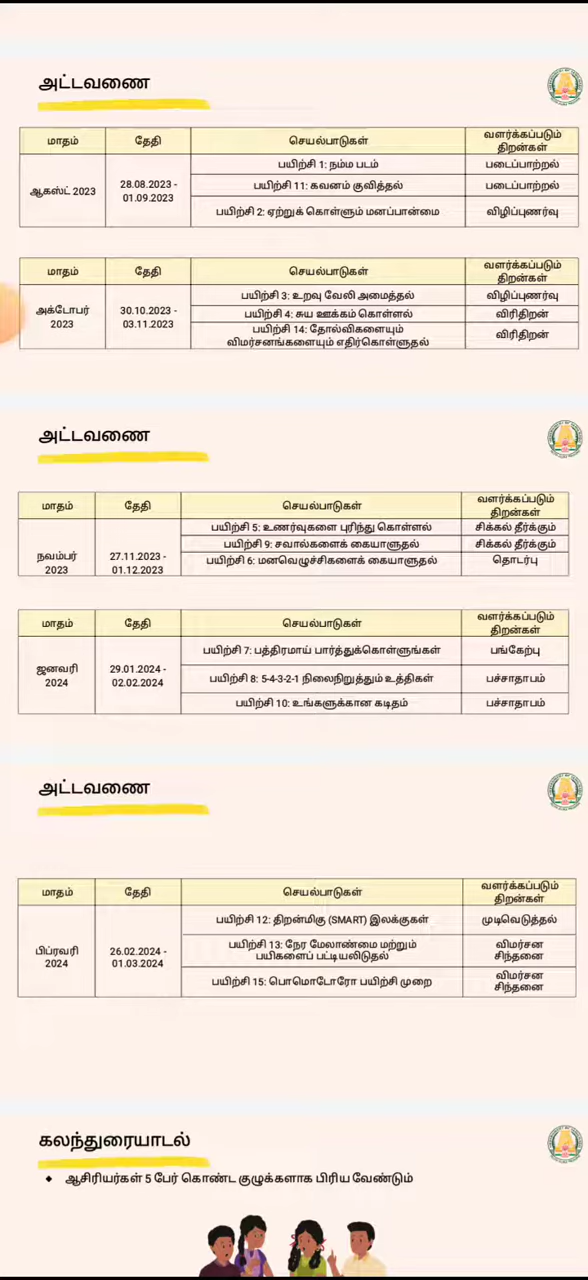 அட்டவணை
மாதம் தேதி செயல்பாடுகள் வளர்க்கப்படும் திறன்கள்
ஆகஸ்ட் 2023 28.08.2023 - 01.09.2023 பயிற்சி 1: நம்ம படம் படைப்பாற்றல்
பயிற்சி 11: கவனம் குவித்தல் படைப்பாற்றல்
பயிற்சி 2: ஏற்றுக் கொள்ளும் மனப்பான்மை விழிப்புணர்வு
மாதம் தேதி செயல்பாடுகள் வளர்க்கப்படும் திறன்கள்
அக்டோபர் 2023 30.10.2023 - 03.11.2023 பயிற்சி 3: உறவு வேலி அமைத்தல் விழிப்புணர்வு
பயிற்சி 4: சுய ஊக்கம் கொள்ளல் விரிதிறன்
பயிற்சி 14: தோல்விகளையும் விமர்சனங்களையும் எதிர்கொள்ளுதல் விரிதிறன்
அட்டவணை
மாதம் தேதி செயல்பாடுகள் வளர்க்கப்படும் திறன்கள்
நவம்பர் 2023 27.11.2023 - 01.12.2023 பயிற்சி 5: உணர்வுகளை புரிந்து கொள்ளல் சிக்கல் தீர்க்கும்
பயிற்சி 9: சவால்களைக் கையாளுதல் சிக்கல் தீர்க்கும்
பயிற்சி 6: மனவெழுச்சிகளைக் கையாளுதல் தொடர்பு
மாதம் தேதி செயல்பாடுகள் வளர்க்கப்படும் திறன்கள்
ஜனவரி 2024 29.01.2024 - 02.02.2024 பயிற்சி 7: பத்திரமாய் பார்த்துக்கொள்ளுங்கள் பங்கேற்பு
பயிற்சி 8: 5-4-3-2-1 நிலைநிறுத்தும் உத்திகள் பச்சாதாபம்
பயிற்சி 10: உங்களுக்கான கடிதம் பச்சாதாபம்
அட்டவணை
மாதம் தேதி செயல்பாடுகள் வளர்க்கப்படும் திறன்கள்
பிப்ரவரி 2024 26.02.2024 - 01.03.2024 பயிற்சி 12: திறன்மிகு (SMART) இலக்குகள் முடிவெடுத்தல்
பயிற்சி 13: நேர மேலாண்மை மற்றும் பயிகளைப் பட்டியலிடுதல் விமர்சன சிந்தனை
பயிற்சி 15: பொமொடோரோ பயிற்சி முறை விமர்சன சிந்தனை
கலந்துரையாடல்
◆ ஆசிரியர்கள் 5 பேர் கொண்ட குழுக்களாக பிரிய வேண்டும்